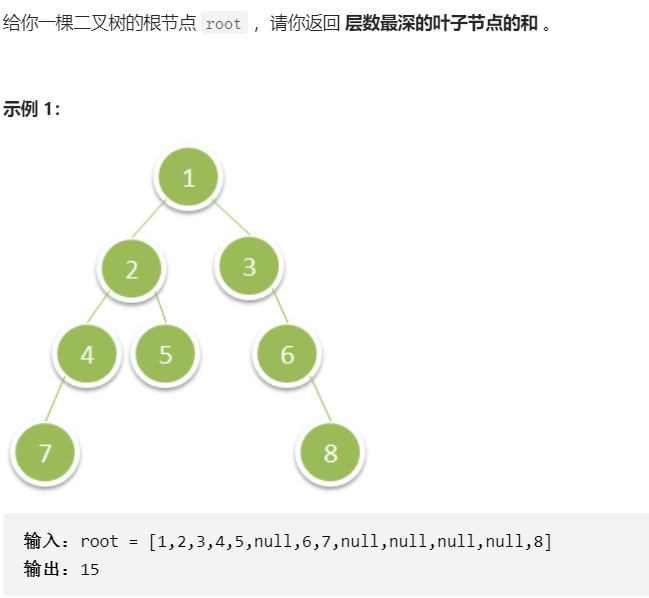 给你一棵二叉树的根节点 root ，请你返回 层数最深的叶子节点的和 。
示例 1：
1
2
3
4
5
6
7
8
输入：root = [1,2,3,4,5,null,6,7,null,null,null,null,8]
输出：15